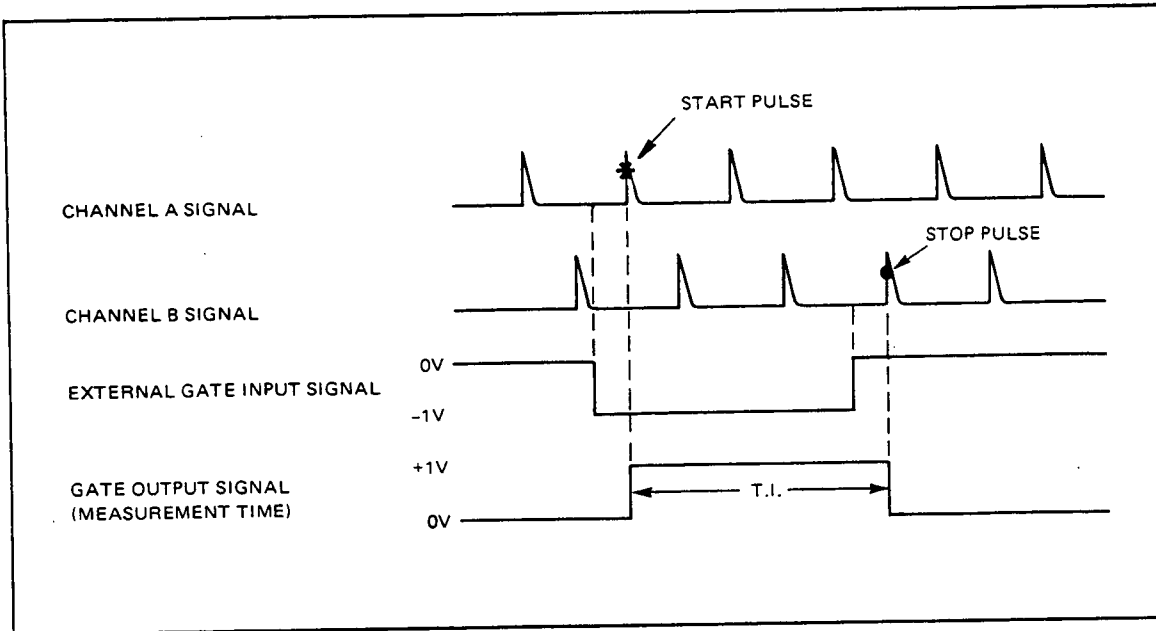 START PULSE
CHANNEL A SIGNAL
STOP PULSE
CHANNEL B SIGNAL
0V
EXTERNAL GATE INPUT SIGNAL
−1V
+1V
GATE OUTPUT SIGNAL
(MEASUREMENT TIME)
T.I.
0V